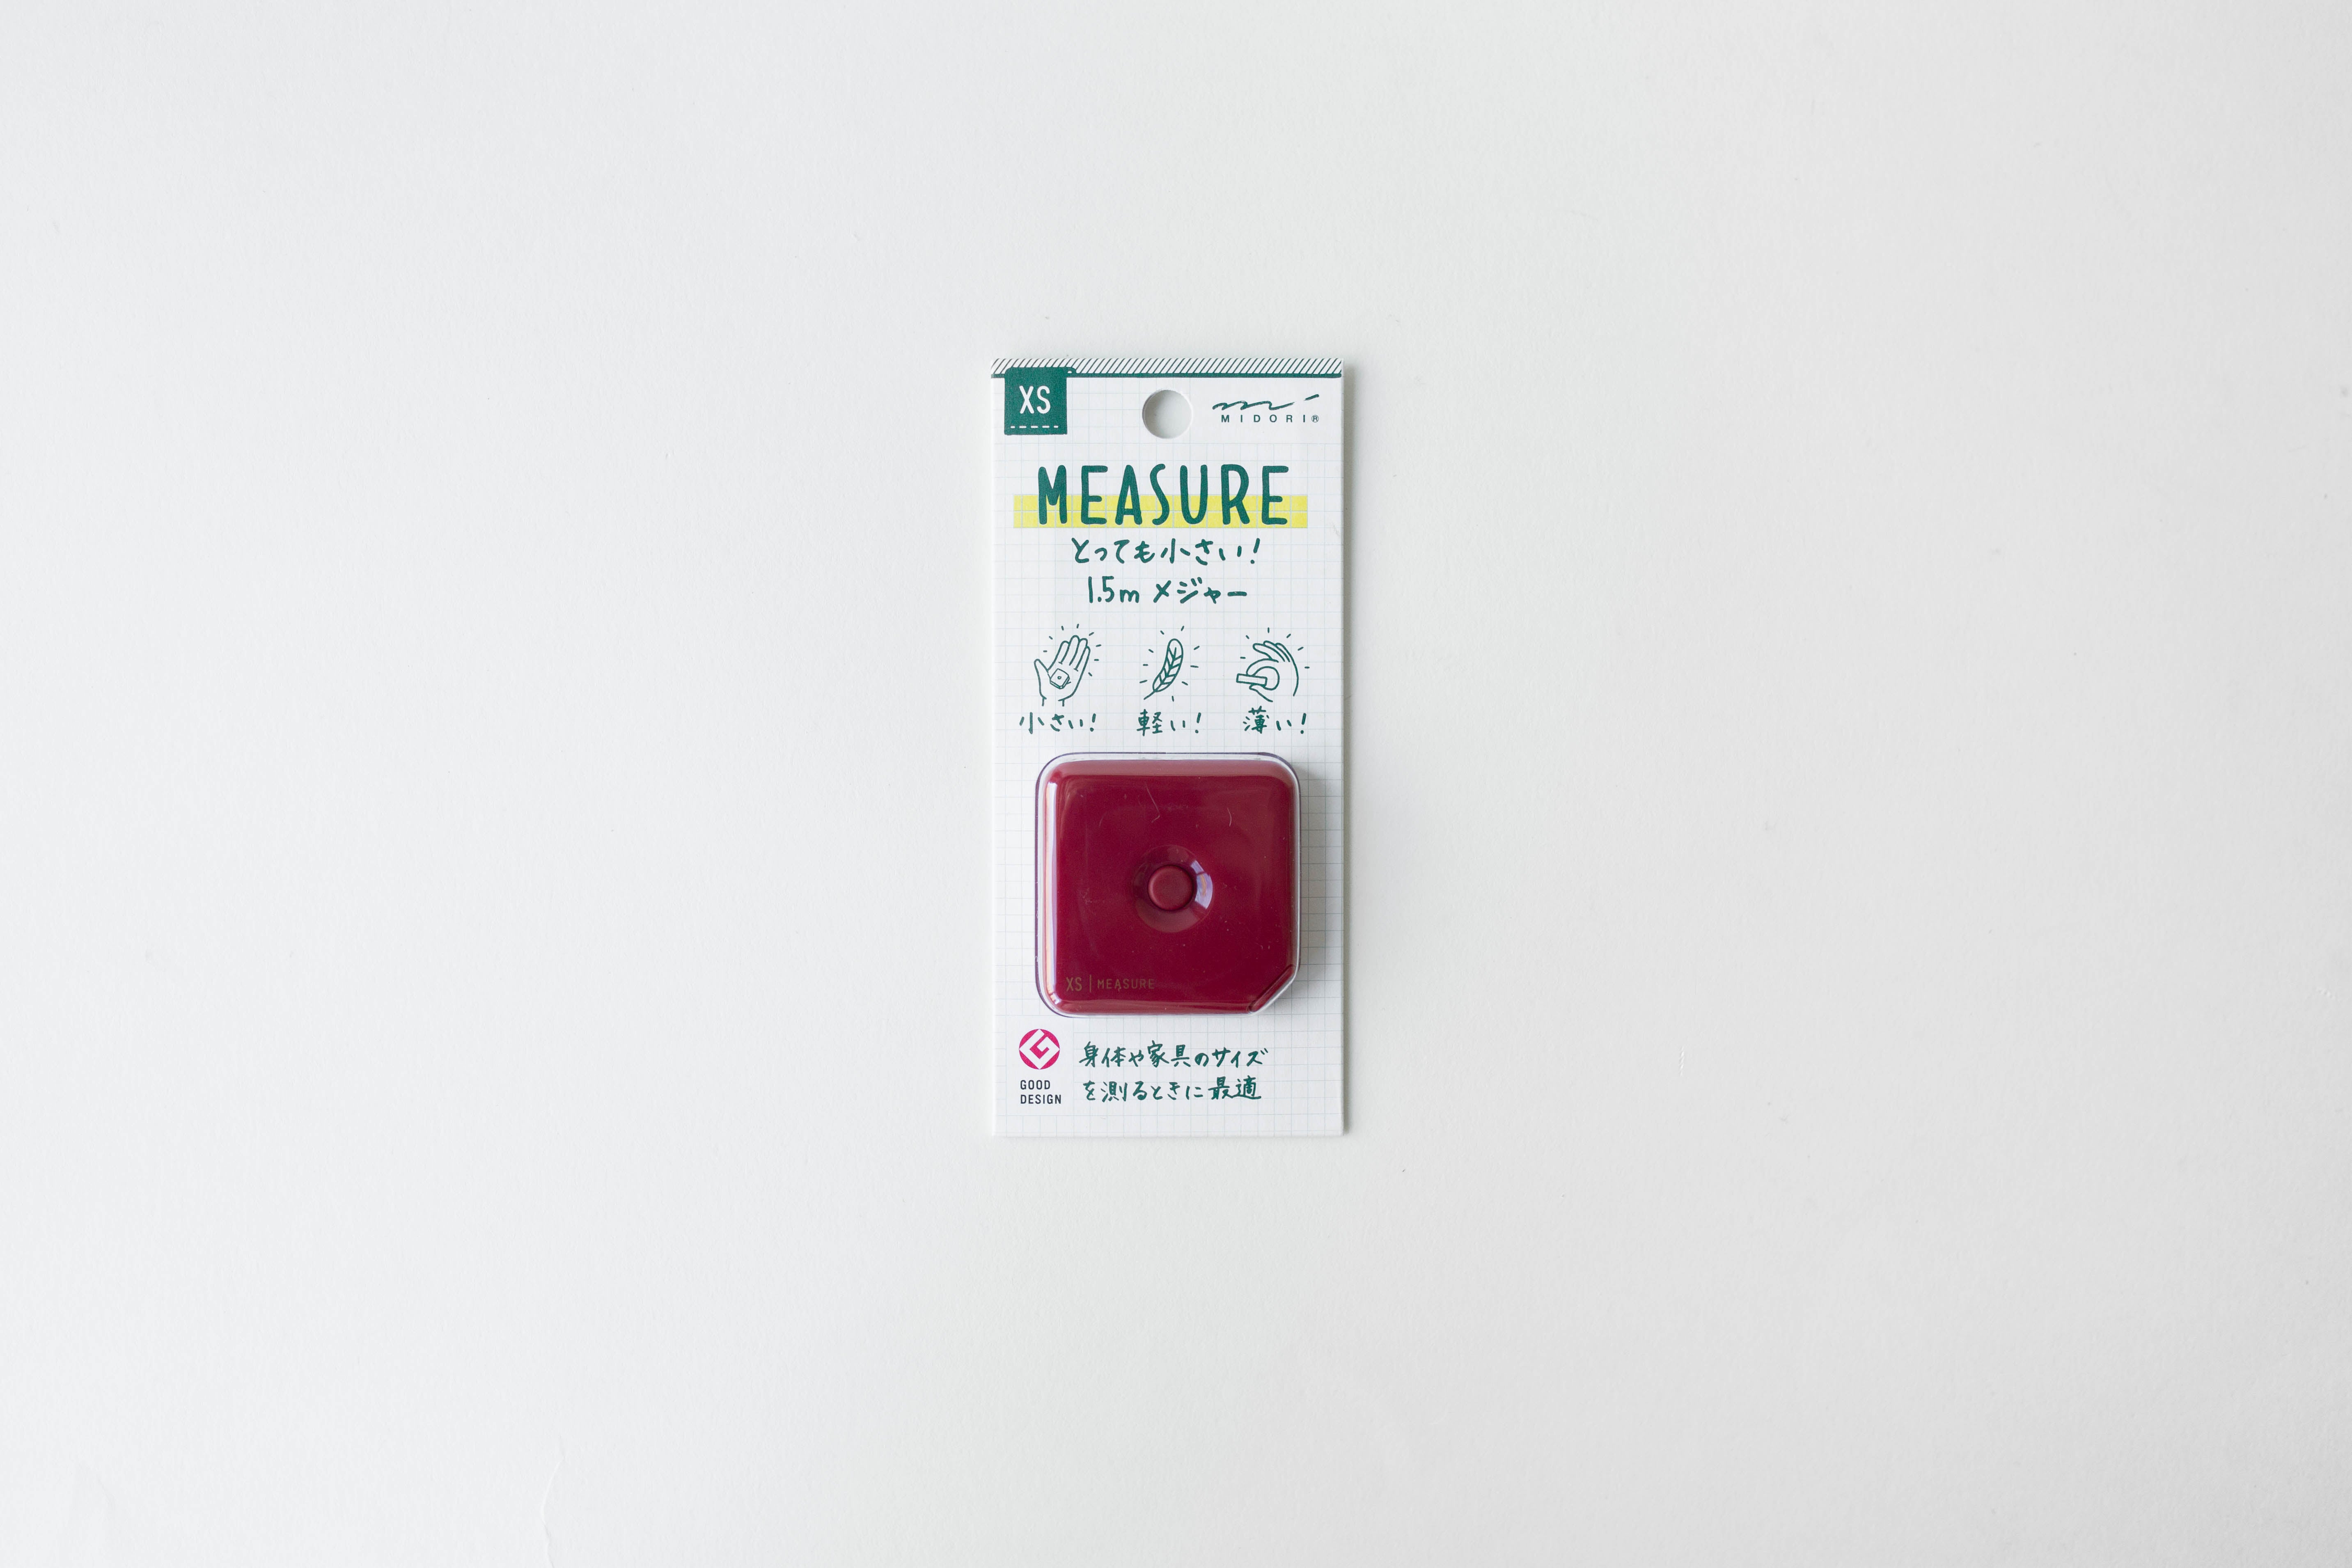 XS
MIDORI®
MEASURE
とっても小さい!
1.5m メジャー
小さい! 軽い! 薄い!
XS | MEASURE
GOOD
DESIGN
身体や家具のサイズ
を測るときに最適